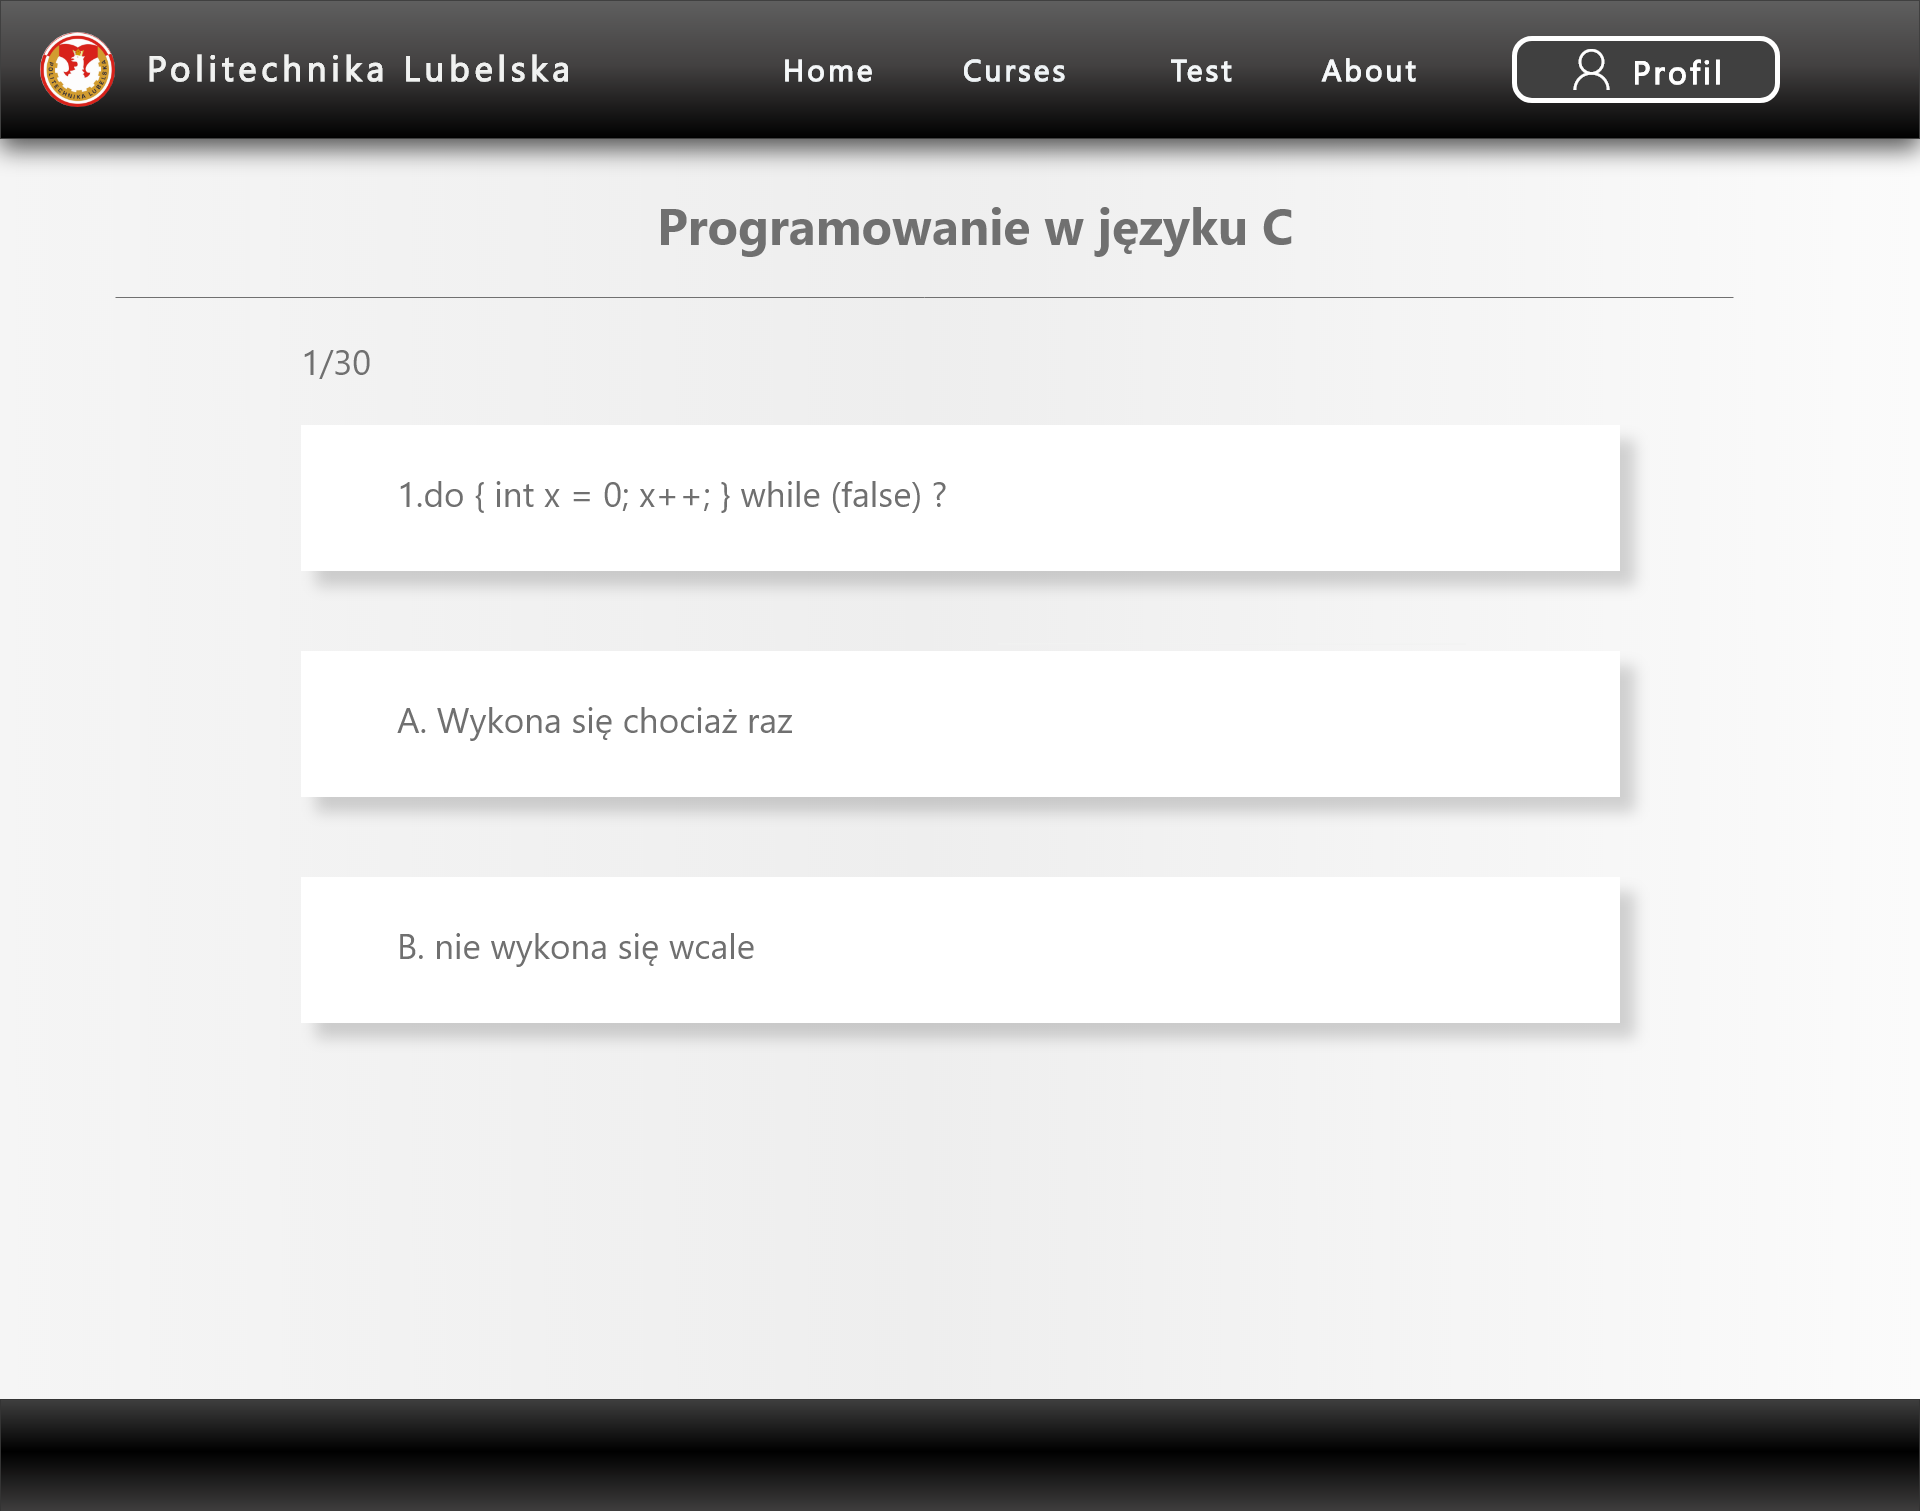 POLITECHNIKA LUBELSKA
Politechnika Lubelska
Home
Curses
Test
About
Profil
Programowanie w języku C
1/30
1.do { int x = 0; x++; } while (false) ?
A. Wykona się chociaż raz
B. nie wykona się wcale